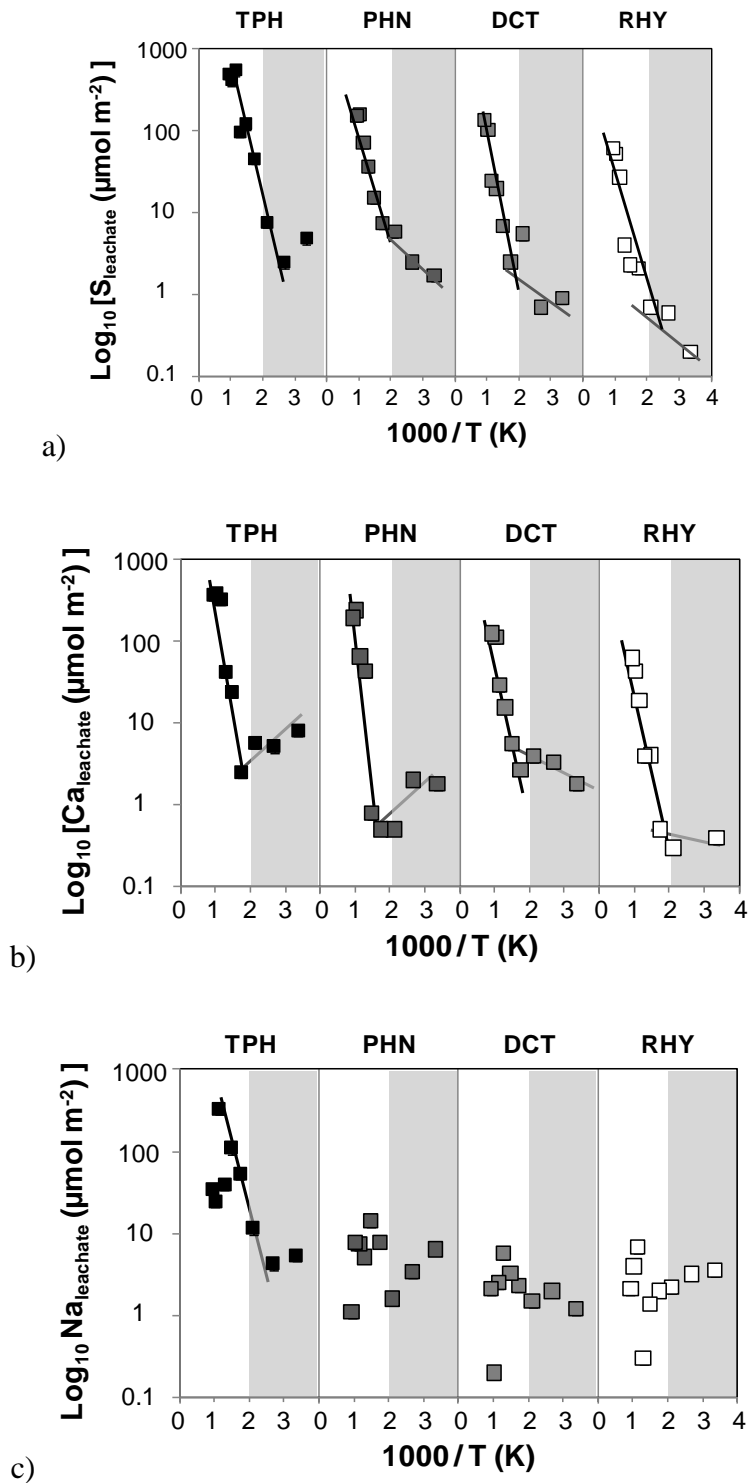 TPH PHN DCT RHY
Log10 [Sleachate (µmol m-2)]
1000
100
10
1
0.1
0 1 2 3 0 1 2 3 0 1 2 3 0 1 2 3 4
1000 / T (K)
a)
TPH PHN DCT RHY
Log10 [Caleachate (µmol m-2)]
1000
100
10
1
0.1
0 1 2 3 0 1 2 3 0 1 2 3 0 1 2 3 4
1000 / T (K)
b)
TPH PHN DCT RHY
Log10 Naleachate (µmol m-2)]
1000
100
10
1
0.1
0 1 2 3 0 1 2 3 0 1 2 3 0 1 2 3 4
1000 / T (K)
c)